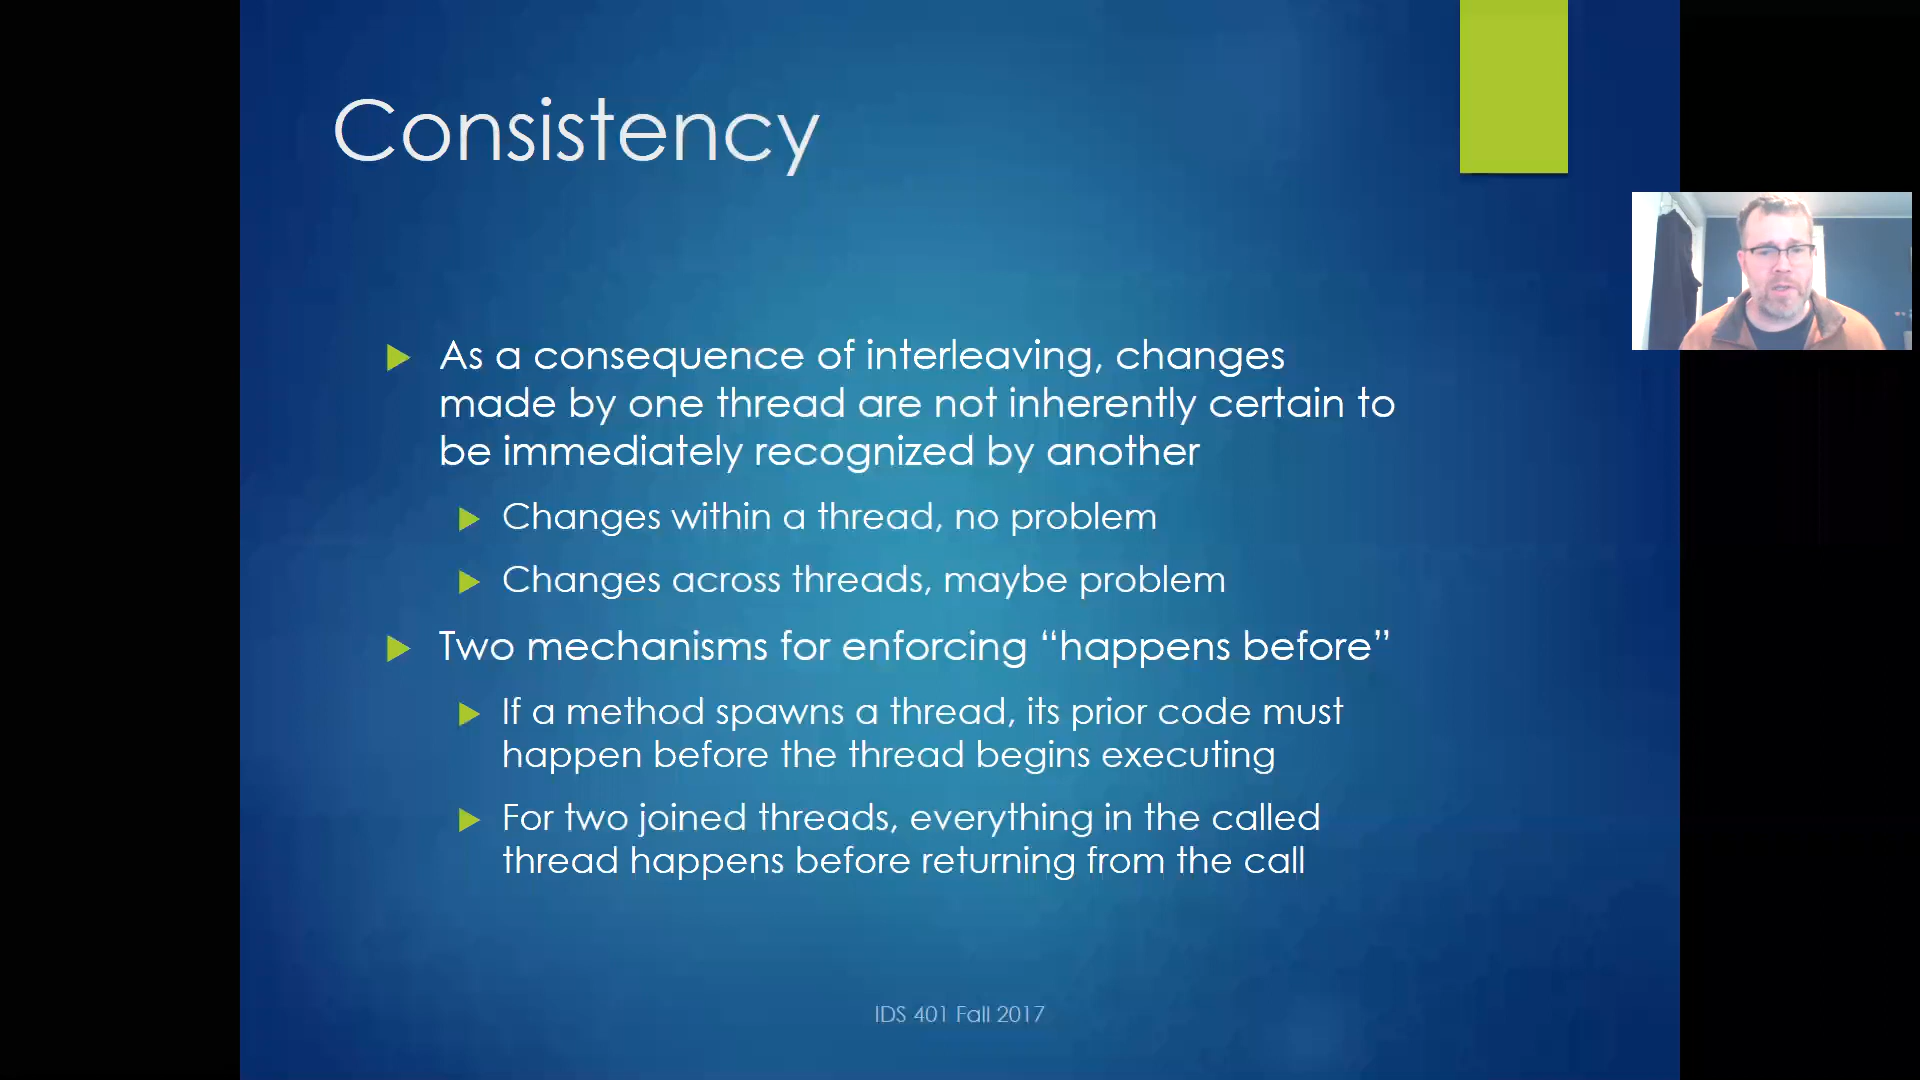 Consistency
As a consequence of interleaving, changes
made by one thread are not inherently certain to
be immediately recognized by another
Changes within a thread, no problem
Changes across threads, maybe problem
Two mechanisms for enforcing “happens before”
If a method spawns a thread, its prior code must
happen before the thread begins executing
For two joined threads, everything in the called
thread happens before returning from the call
IDS 401 Fall 2017